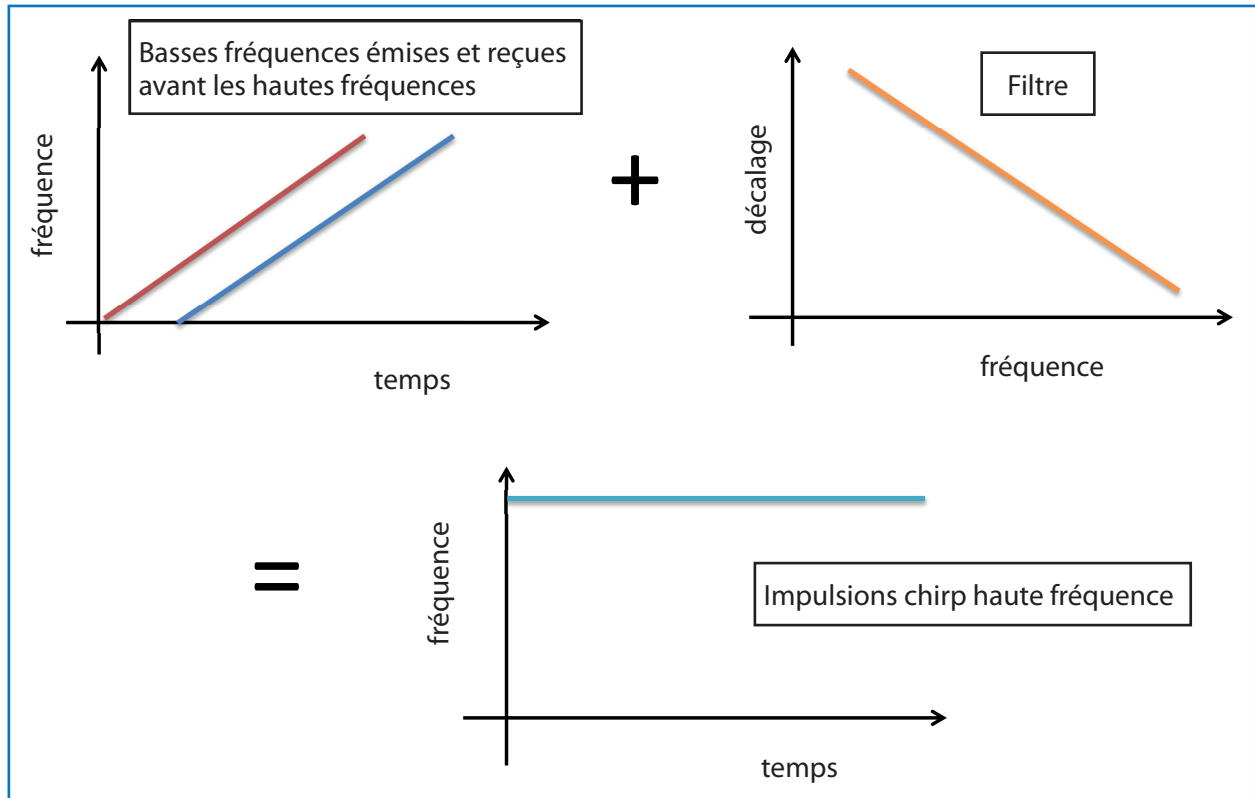 Basses fréquences émises et reçues
avant les hautes fréquences
fréquence
temps
+
Filtre
décalage
fréquence
=
fréquence
Impulsions chirp haute fréquence
temps